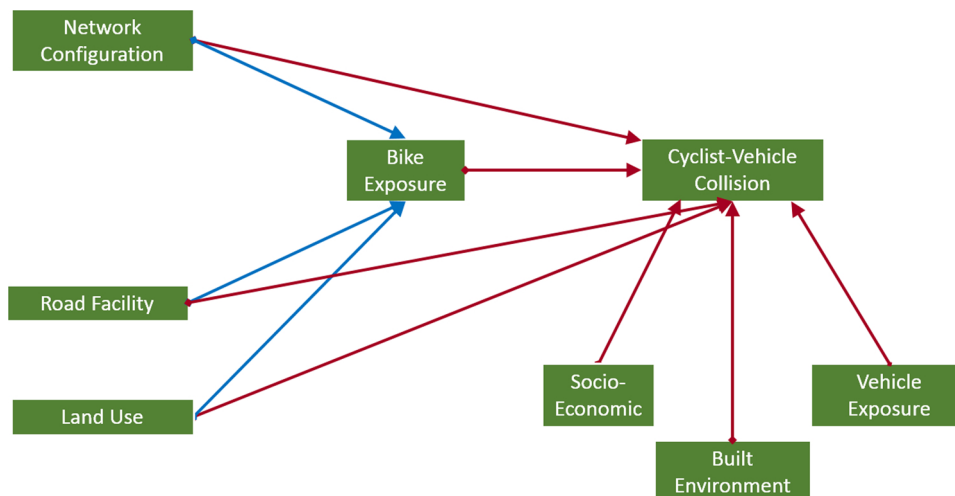 Network
Configuration
Bike
Exposure
Cyclist-Vehicle
Collision
Road Facility
Land Use
Socio-
Economic
Vehicle
Exposure
Built
Environment